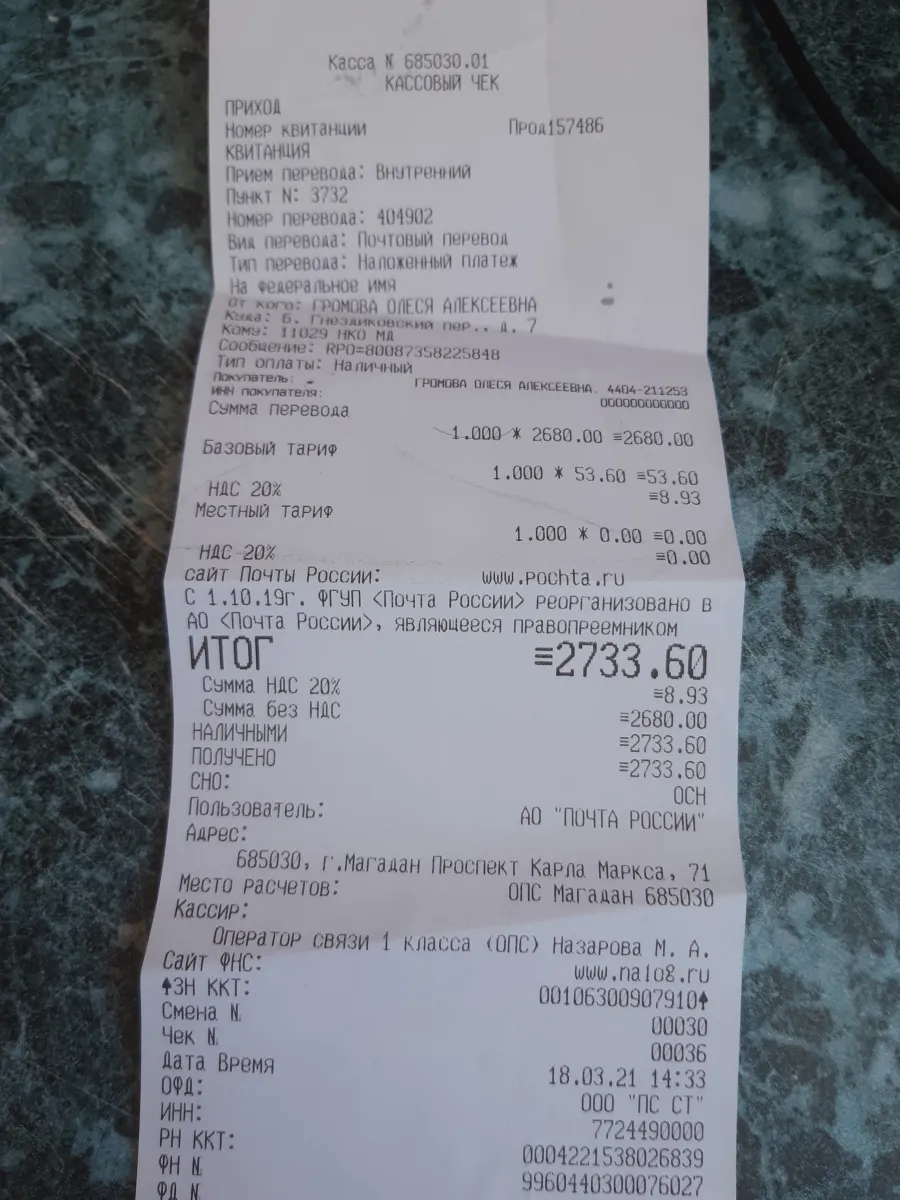 Касса № 685030.01
КАССОВЫЙ ЧЕК
ПРИХОД
Номер квитанции Прод157486
КВИТАНЦИЯ
Прием перевода: Внутренний
Пункт N: 3732
Номер перевода: 404902
Вид перевода: Почтовый перевод
Тип перевода: Наложенный платеж
На федеральное имя
От кого: ГРОМОВА ОЛЕСЯ АЛЕКСЕЕВНА
Куда: Б. Гнездиковский пер., д. 7
Кому: 11029 НКО МД
Сообщение: RPO=80087358225848
Тип оплаты: Наличный
Покупатель: ГРОМОВА ОЛЕСЯ АЛЕКСЕЕВНА. 4404-211253
ИНН покупателя: 000000000000
Сумма перевода
1.000 * 2680.00 ≡2680.00
Базовый тариф
1.000 * 53.60 ≡53.60
НДС 20% ≡8.93
Местный тариф
1.000 * 0.00 ≡0.00
НДС 20% ≡0.00
сайт Почты России: www.pochta.ru
С 1.10.19г. ФГУП <Почта России> реорганизовано в
АО <Почта России>, являющееся правопреемником
ИТОГ ≡2733.60
Сумма НДС 20% ≡8.93
Сумма без НДС ≡2680.00
НАЛИЧНЫМИ ≡2733.60
ПОЛУЧЕНО ≡2733.60
СНО: ОСН
Пользователь: АО "ПОЧТА РОССИИ"
Адрес:
685030, г.Магадан Проспект Карла Маркса, 71
Место расчетов: ОПС Магадан 685030
Кассир:
Оператор связи 1 класса (ОПС) Назарова М. А.
Сайт ФНС: www.nalog.ru
↑ЗН ККТ: 00106300907910↑
Смена № 00030
Чек № 00036
Дата Время 18.03.21 14:33
ОФД: ООО "ПС СТ"
ИНН: 7724490000
РН ККТ: 0004221538026839
ФН № 9960440300076027
ФД №